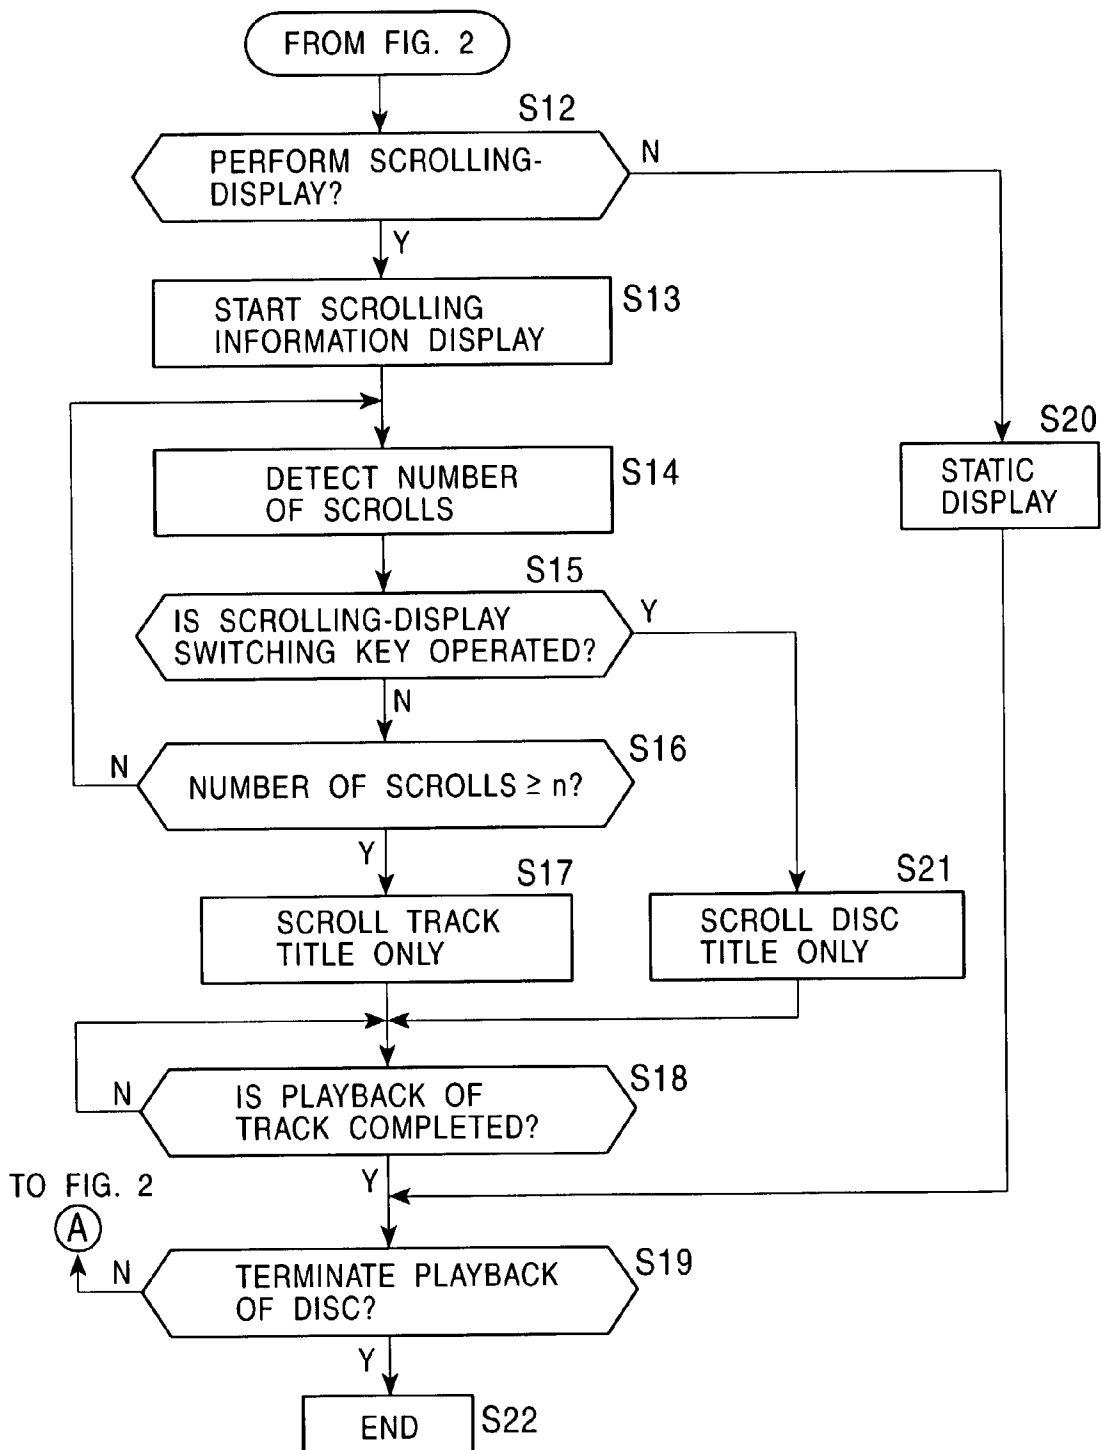 FROM FIG. 2
S12
PERFORM SCROLLING-
DISPLAY?
N
Y
START SCROLLING
INFORMATION DISPLAY
S13
S20
STATIC
DISPLAY
DETECT NUMBER
OF SCROLLS
S14
S15
IS SCROLLING-DISPLAY
SWITCHING KEY OPERATED?
Y
N
S16
N
NUMBER OF SCROLLS ≥ n?
Y
S17
SCROLL TRACK
TITLE ONLY
S21
SCROLL DISC
TITLE ONLY
S18
N
IS PLAYBACK OF
TRACK COMPLETED?
Y
TO FIG. 2
A
N
TERMINATE PLAYBACK
OF DISC?
S19
Y
END
S22